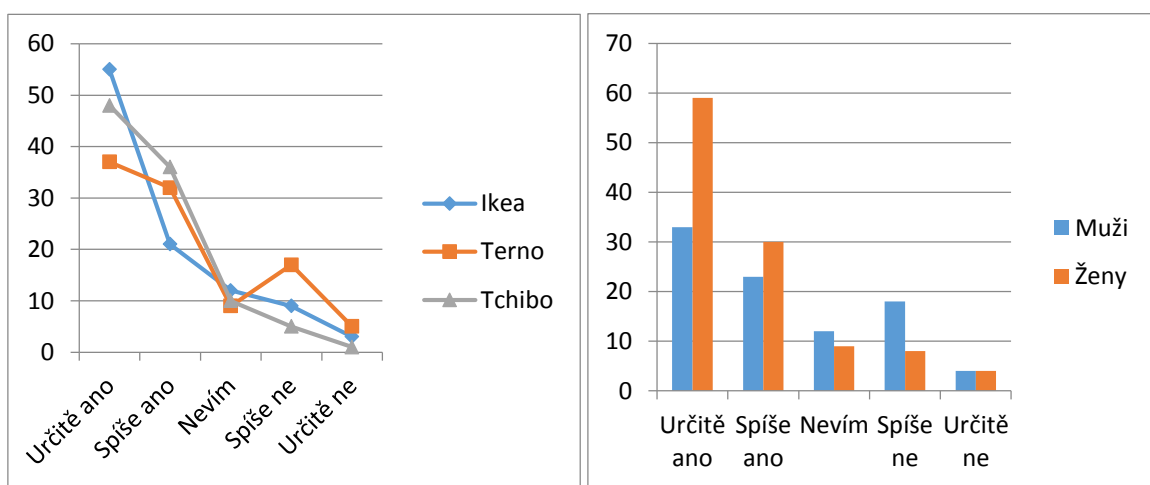 60
50
40
30
20
10
0
Určitě ano
Spíše ano
Nevím
Spíše ne
Určitě ne
Ikea
Terno
Tchibo
70
60
50
40
30
20
10
0
Určitě
ano
Spíše
ano
Nevím
Spíše
ne
Určitě
ne
Muži
Ženy